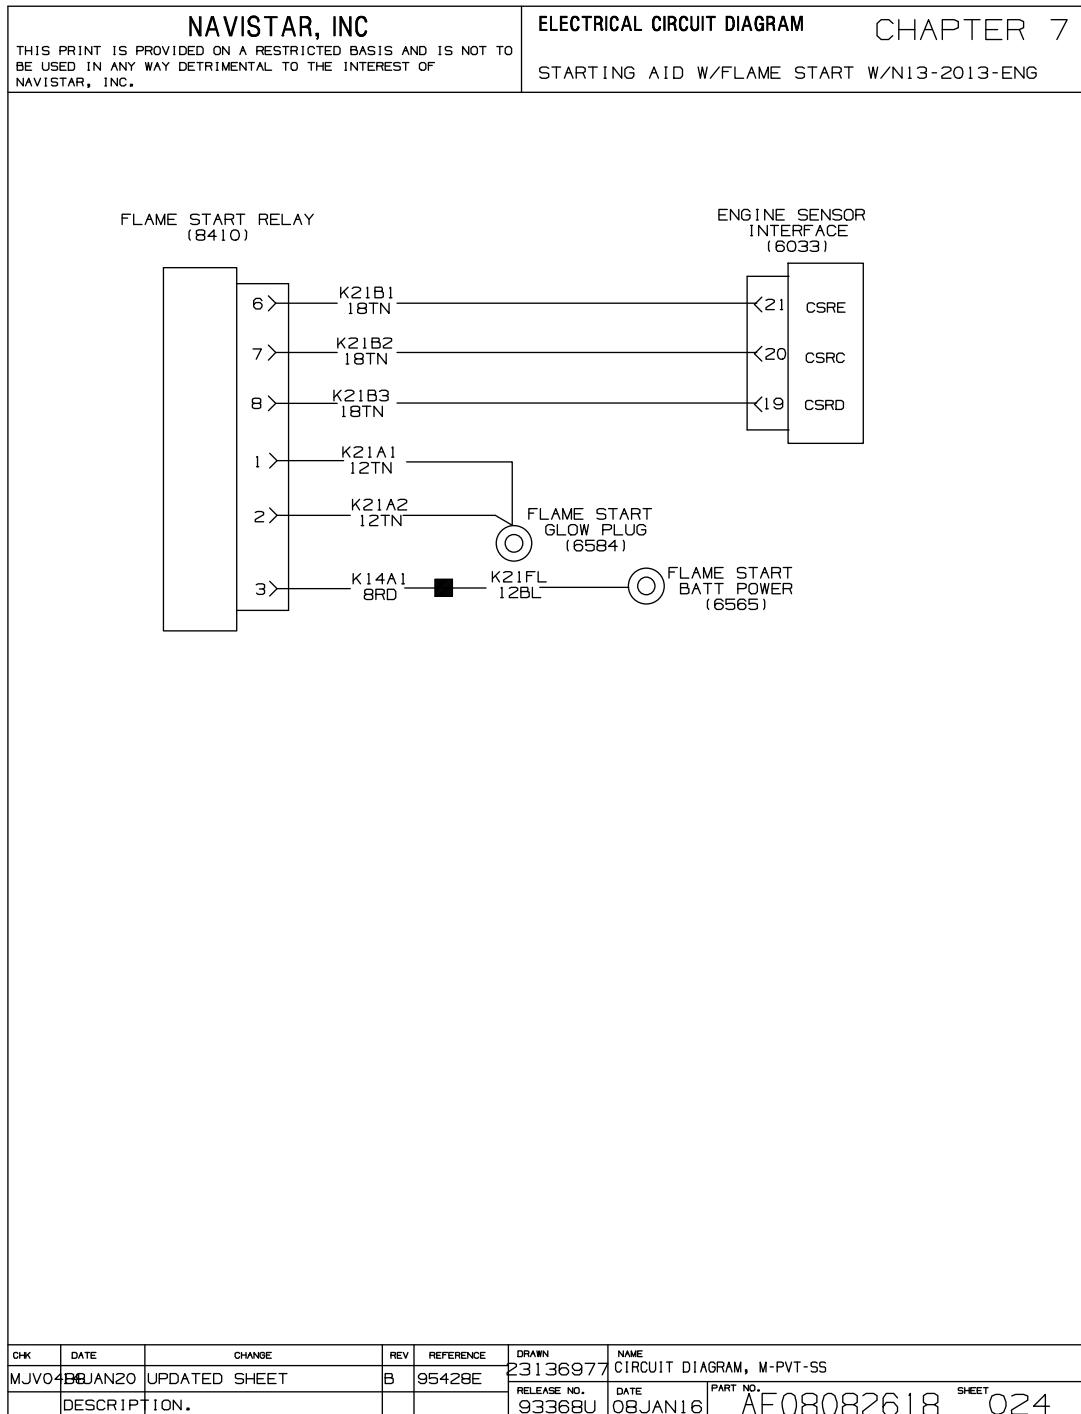 NAVISTAR, INC
THIS PRINT IS PROVIDED ON A RESTRICTED BASIS AND IS NOT TO
BE USED IN ANY WAY DETRIMENTAL TO THE INTEREST OF
NAVISTAR, INC.
ELECTRICAL CIRCUIT DIAGRAM
CHAPTER 7
STARTING AID W/FLAME START W/N13-2013-ENG
FLAME START RELAY
(8410)
ENGINE SENSOR
INTERFACE
(6033)
6 K21B1 21 CSRE
18TN
7 K21B2 20 CSRC
18TN
8 K21B3 19 CSRD
18TN
1 K21A1
12TN
2 K21A2
12TN
FLAME START
GLOW PLUG
(6584)
3 K14A1 K21FL
8RD 12BL
FLAME START
BATT POWER
(6565)
CHK DATE CHANGE REV REFERENCE DRAWN NAME
UPDATED SHEET B 95428E 23136977 CIRCUIT DIAGRAM, M-PVT-SS
DESCRIPTION.
RELEASE NO. DATE PART NO. SHEET
93368U 08JAN16 AF08082618 024